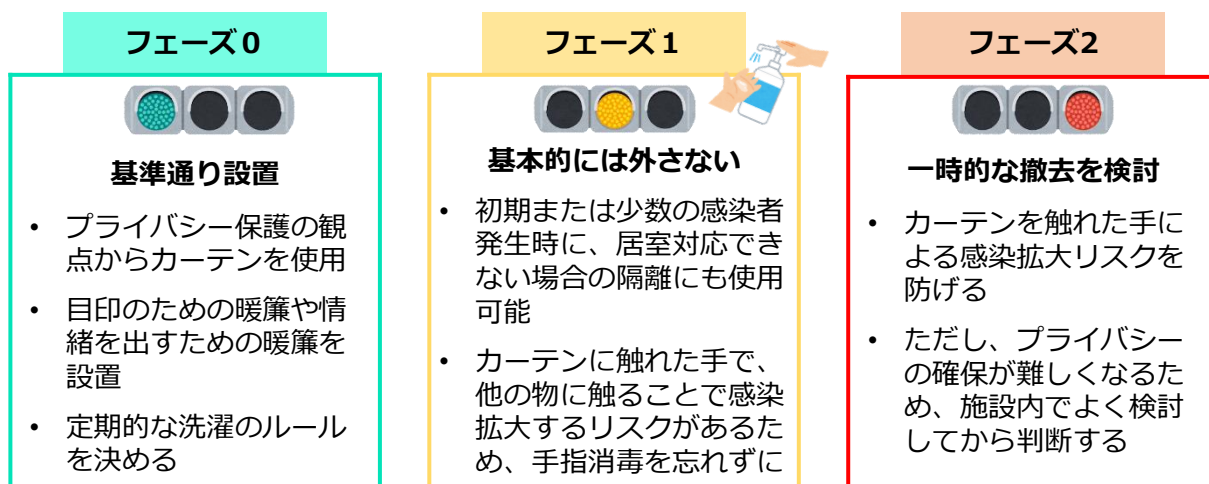 フェーズ０
基準通り設置
• プライバシー保護の観
点からカーテンを使用
• 目印のための暖簾や情
緒を出すための暖簾を
設置
• 定期的な洗濯のルール
を決める
フェーズ１
基本的には外さない
• 初期または少数の感染者
発生時に、居室対応でき
ない場合の隔離にも使用
可能
• カーテンに触れた手で、
他の物に触ることで感染
拡大するリスクがあるた
め、手指消毒を忘れずに
フェーズ2
一時的な撤去を検討
• カーテンを触れた手に
よる感染拡大リスクを
防げる
• ただし、プライバシー
の確保が難しくなるた
め、施設内でよく検討
してから判断する